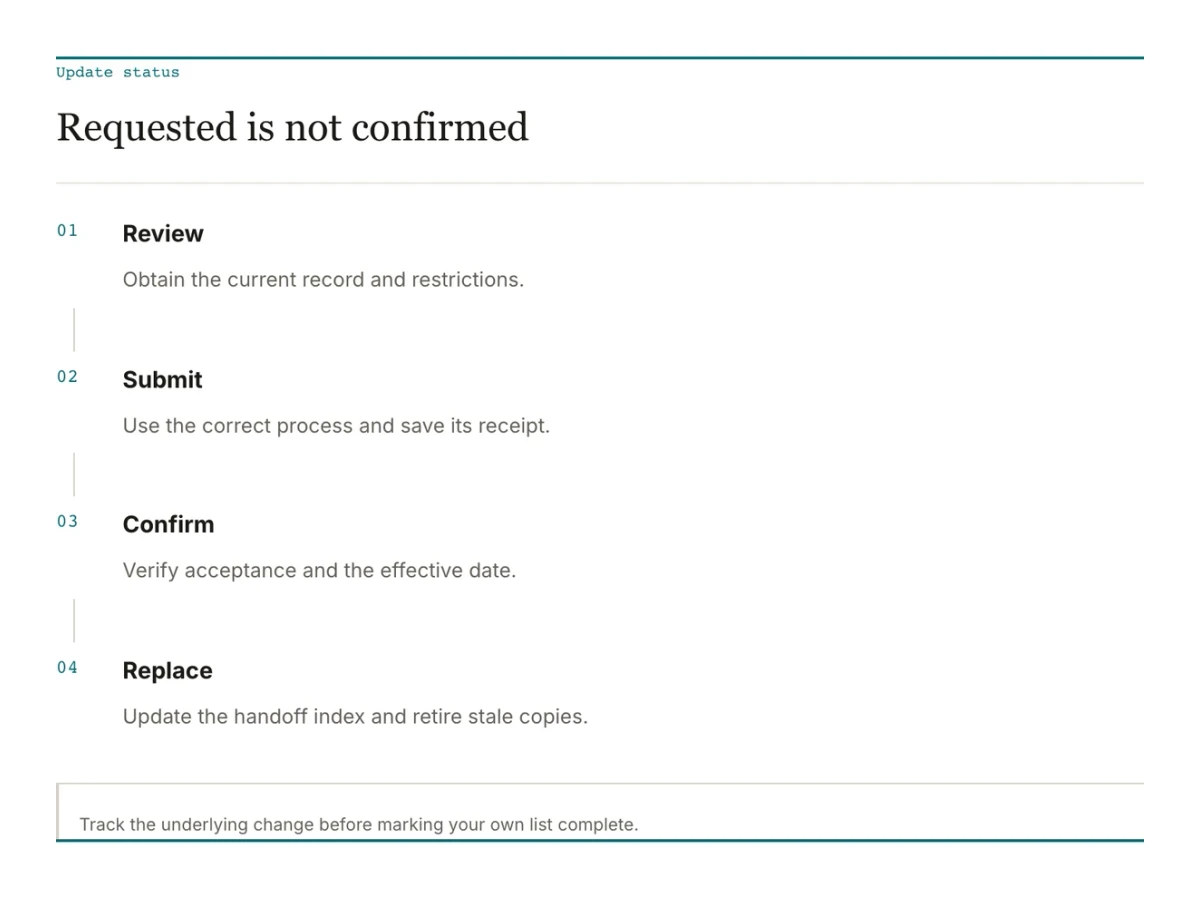 Update status
Requested is not confirmed
01
Review
Obtain the current record and restrictions.
02
Submit
Use the correct process and save its receipt.
03
Confirm
Verify acceptance and the effective date.
04
Replace
Update the handoff index and retire stale copies.
Track the underlying change before marking your own list complete.